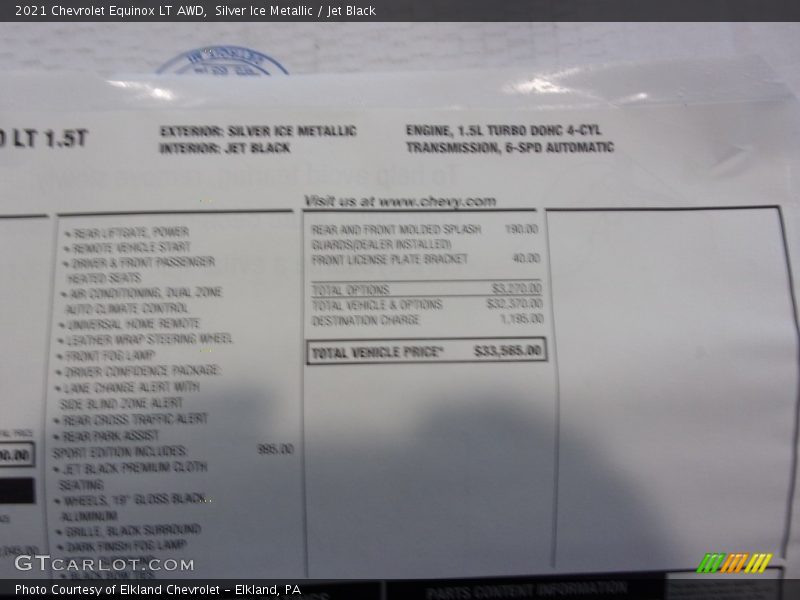 2021 Chevrolet Equinox LT AWD,  Silver Ice Metallic / Jet Black
LT 1.5T
EXTERIOR: SILVER ICE METALLIC
INTERIOR: JET BLACK
ENGINE, 1.5L TURBO DOHC 4-CYL
TRANSMISSION, 6-SPD AUTOMATIC
Visit us at www.chevy.com
• REAR LIFTGATE, POWER
• REMOTE VEHICLE START
• DRIVER & FRONT PASSENGER
HEATED SEATS
• AIR CONDITIONING, DUAL ZONE
AUTO CLIMATE CONTROL
• UNIVERSAL HOME REMOTE
• LEATHER WRAP STEERING WHEEL
• FRONT FOG LAMP
• DRIVER CONFIDENCE PACKAGE:
• LANE CHANGE ALERT WITH
SIDE BLIND ZONE ALERT
• REAR CROSS TRAFFIC ALERT
• REAR PARK ASSIST
SPORT EDITION INCLUDES: 995.00
• JET BLACK PREMIUM CLOTH
SEATING
• WHEELS, 19" GLOSS BLACK
ALUMINUM
• GRILLE, BLACK SURROUND
• DARK FINISH FOG LAMP
• BLACK BOW TIES
REAR AND FRONT MOLDED SPLASH 190.00
GUARDS(DEALER INSTALLED)
FRONT LICENSE PLATE BRACKET 40.00
TOTAL OPTIONS $3,270.00
TOTAL VEHICLE & OPTIONS $32,370.00
DESTINATION CHARGE 1,195.00
TOTAL VEHICLE PRICE* $33,565.00
PARTS CONTENT INFORMATION
GTCARLOT.COM
Photo Courtesy of Elkland Chevrolet - Elkland, PA